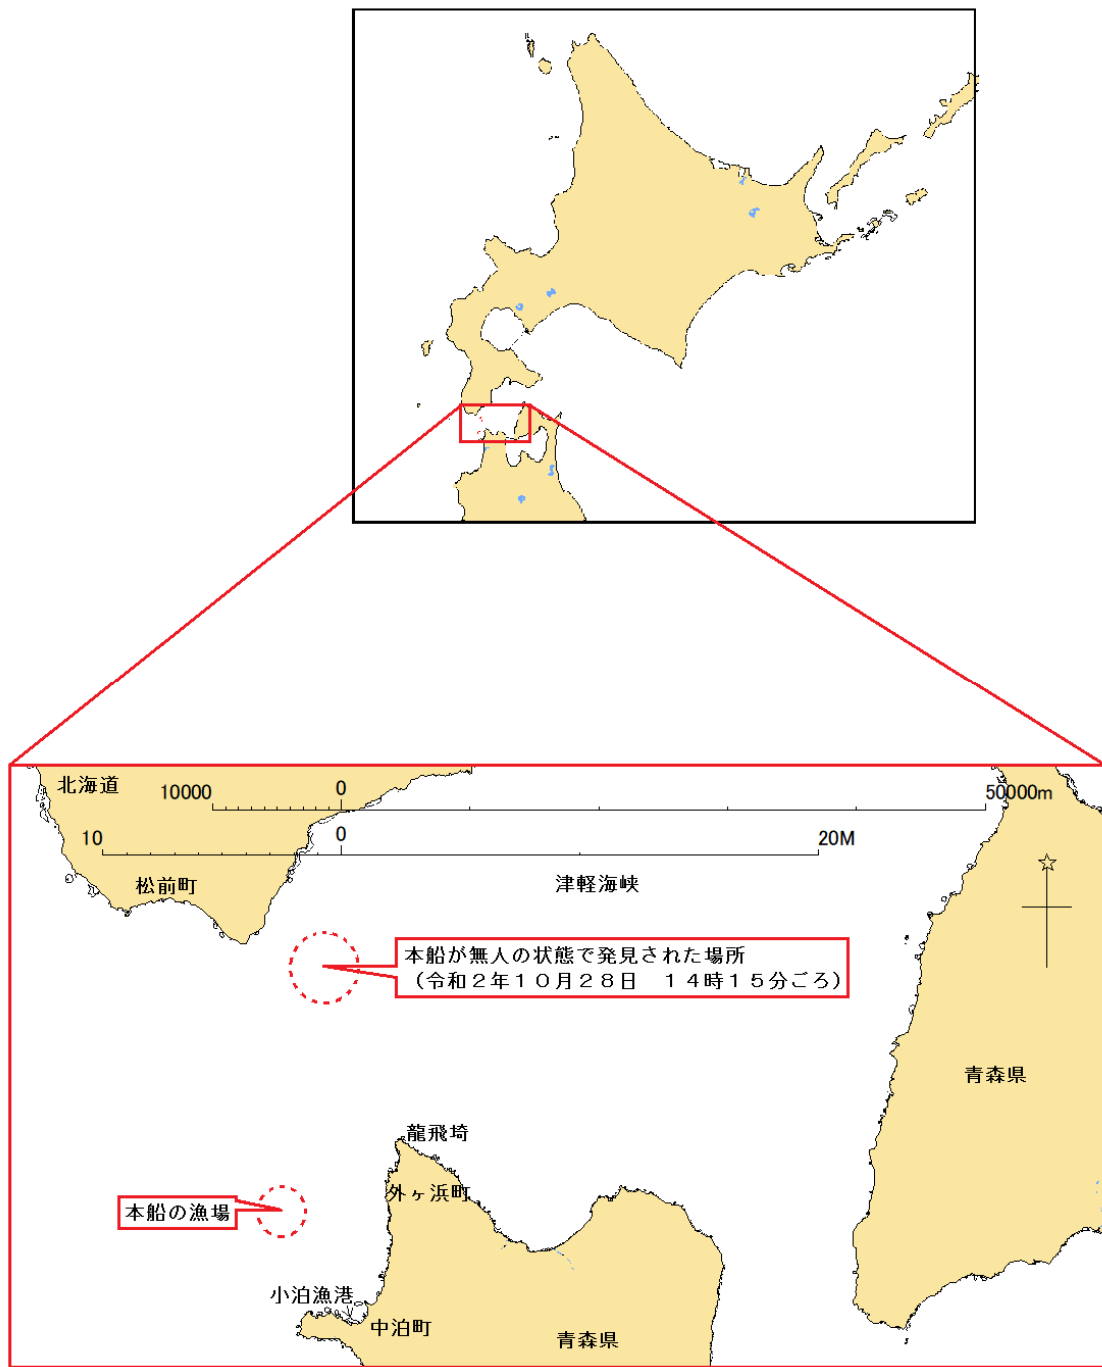 北海道
10000 0 50000m
10 0 20M
松前町
津軽海峡
本船が無人の状態で発見された場所
（令和２年１０月２８日　１４時１５分ごろ）
青森県
龍飛埼
外ヶ浜町
本船の漁場
小泊漁港
中泊町
青森県